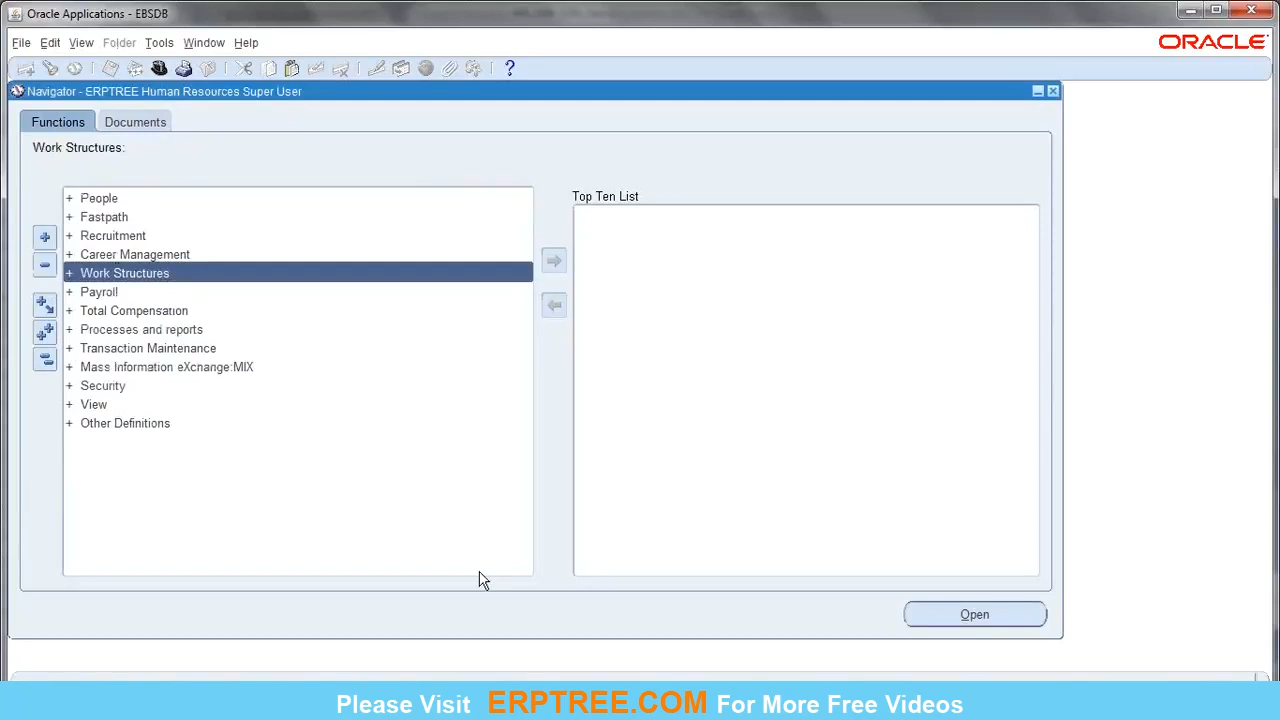 Oracle Applications - EBSDB
File Edit View Folder Tools Window Help
ORACLE
Navigator - ERPTREE Human Resources Super User
Functions Documents
Work Structures:
Top Ten List
+ People
+ Fastpath
+ Recruitment
+ Career Management
+ Work Structures
+ Payroll
+ Total Compensation
+ Processes and reports
+ Transaction Maintenance
+ Mass Information eXchange:MIX
+ Security
+ View
+ Other Definitions
Open
Please Visit ERPTREE.COM For More Free Videos